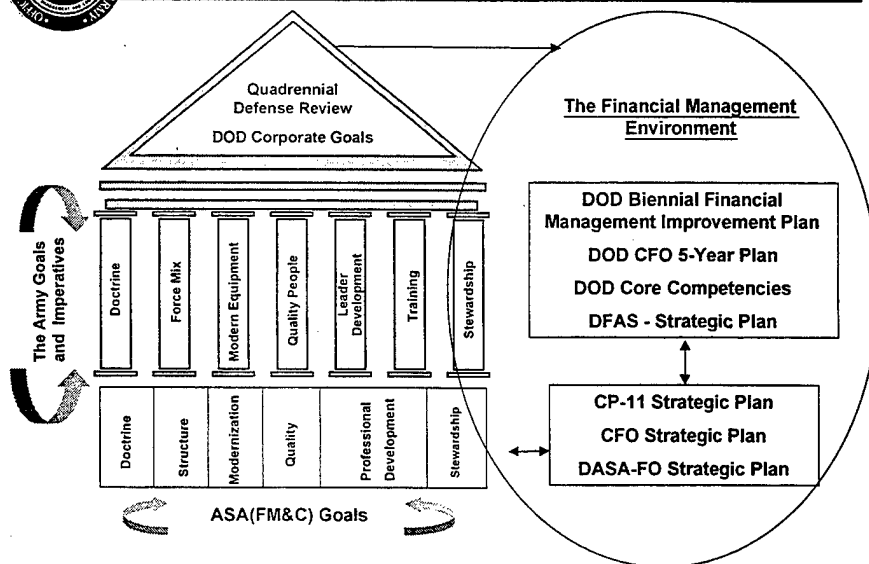 Quadrennial
Defense Review
DOD Corporate Goals
The Financial Management
Environment
The Army Goals
and Imperatives
Doctrine
Force Mix
Modern Equipment
Quality People
Leader
Development
Training
Stewardship
DOD Biennial Financial
Management Improvement Plan
DOD CFO 5-Year Plan
DOD Core Competencies
DFAS - Strategic Plan
Doctrine
Structure
Modernization
Quality
Professional
Development
Stewardship
CP-11 Strategic Plan
CFO Strategic Plan
DASA-FO Strategic Plan
ASA(FM&C) Goals